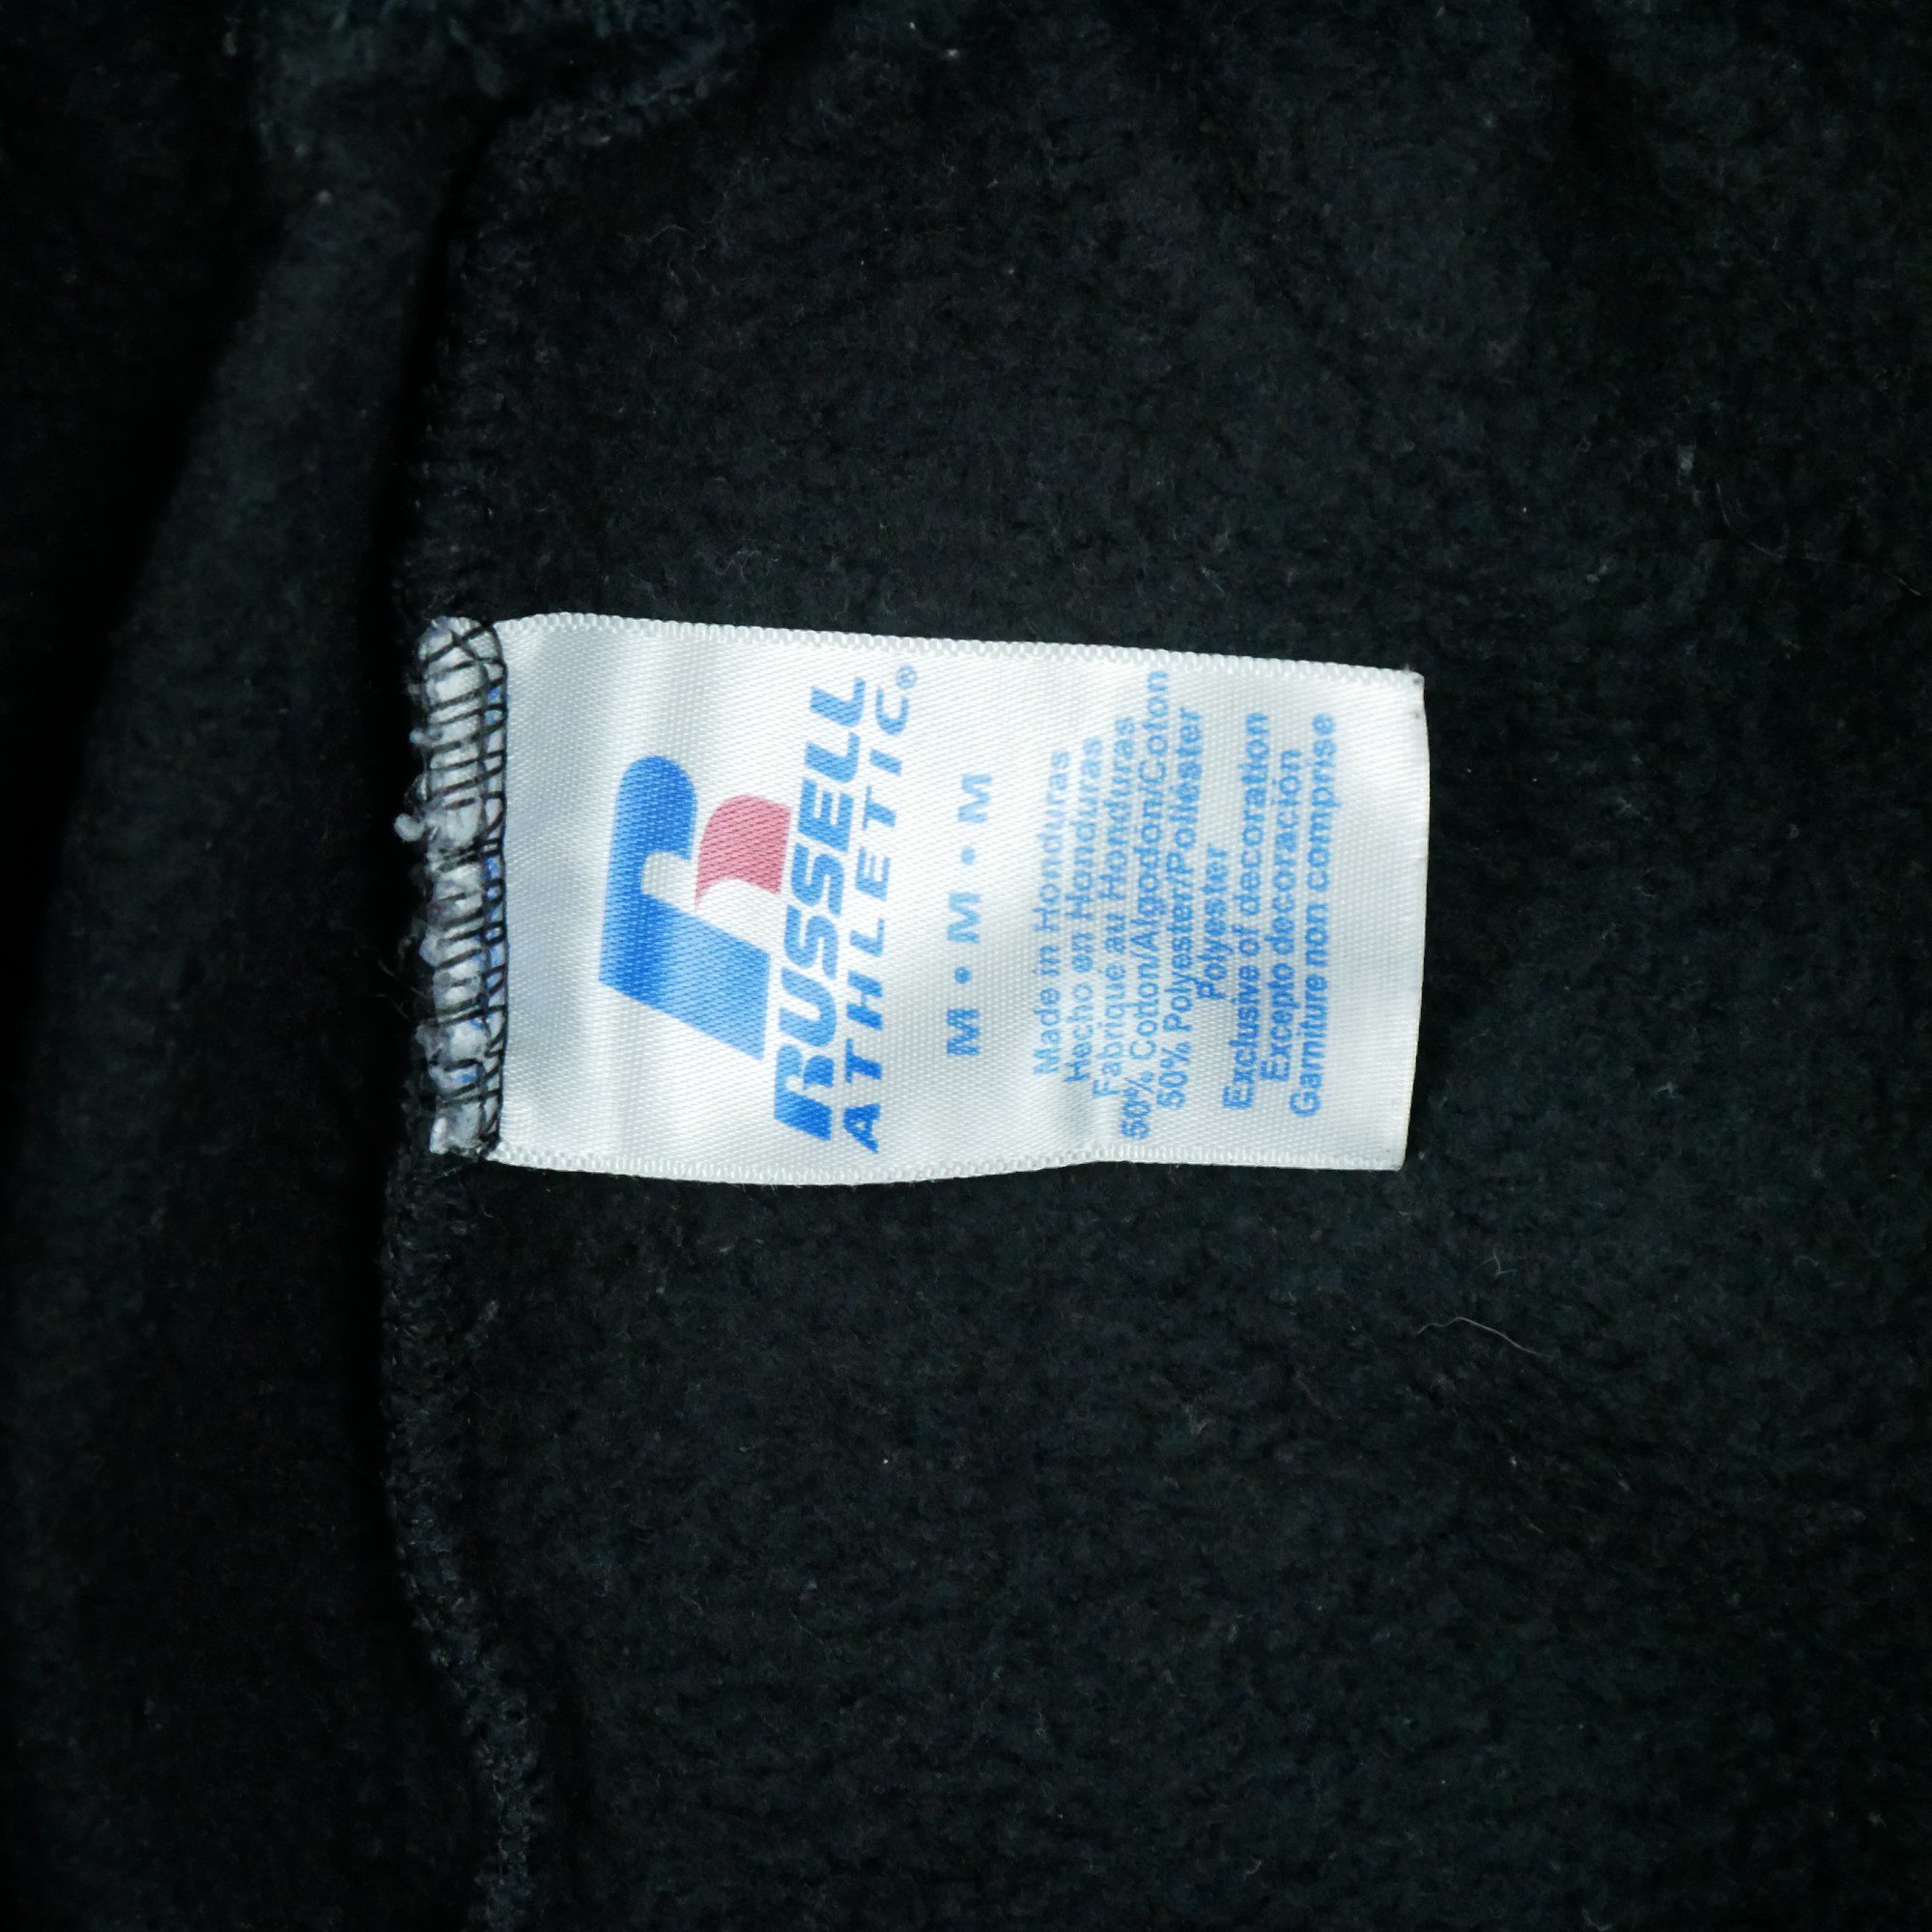 RUSSELL
ATHLETIC®
M • M • M
Made in Honduras
Hecho en Honduras
Fabriqué au Honduras
50% Cotton/Algodon/Coton
50% Polyester/Poliéster
Polyester
Exclusive of decoration
Excepto decoración
Garniture non comprise